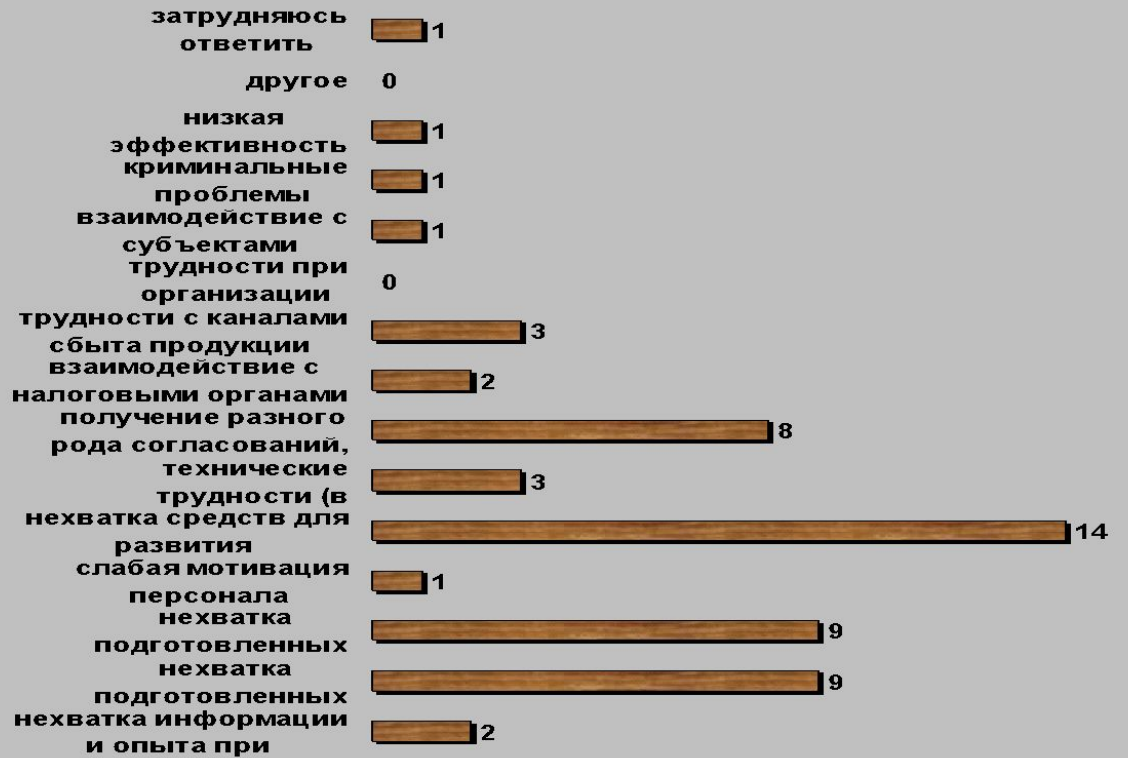 затрудняюсь
ответить
1
другое
0
низкая
эффективность
1
криминальные
проблемы
1
взаимодействие с
субъектами
1
трудности при
организации
0
трудности с каналами
сбыта продукции
3
взаимодействие с
налоговыми органами
2
получение разного
рода согласований,
8
технические
трудности (в
3
нехватка средств для
развития
14
слабая мотивация
персонала
1
нехватка
подготовленных
9
нехватка
подготовленных
9
нехватка информации
и опыта при
2